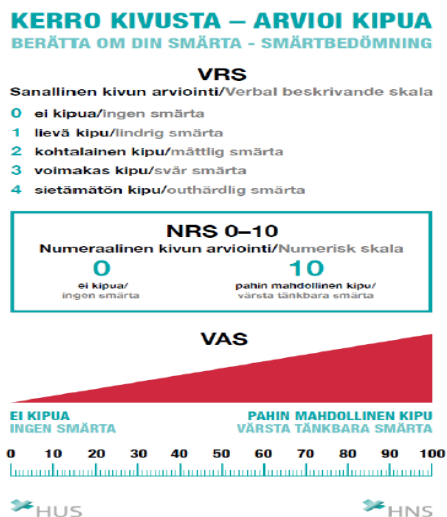 KERRO KIVUSTA – ARVIOI KIPUA
BERÄTTA OM DIN SMÄRTA - SMÄRTBEDÖMNING
VRS
Sanallinen kivun arviointi/Verbal beskrivande skala
0 ei kipua/ingen smärta
1 lievä kipu/lindrig smärta
2 kohtalainen kipu/måttlig smärta
3 voimakas kipu/svår smärta
4 sietämätön kipu/outhärdlig smärta
NRS 0–10
Numeraalinen kivun arviointi/Numerisk skala
0 10
ei kipua/ pahin mahdollinen kipu/
ingen smärta värsta tänkbara smärta
VAS
EI KIPUA PAHIN MAHDOLLINEN KIPU
INGEN SMÄRTA VÄRSTA TÄNKBARA SMÄRTA
0 10 20 30 40 50 60 70 80 90 100
HUS HNS